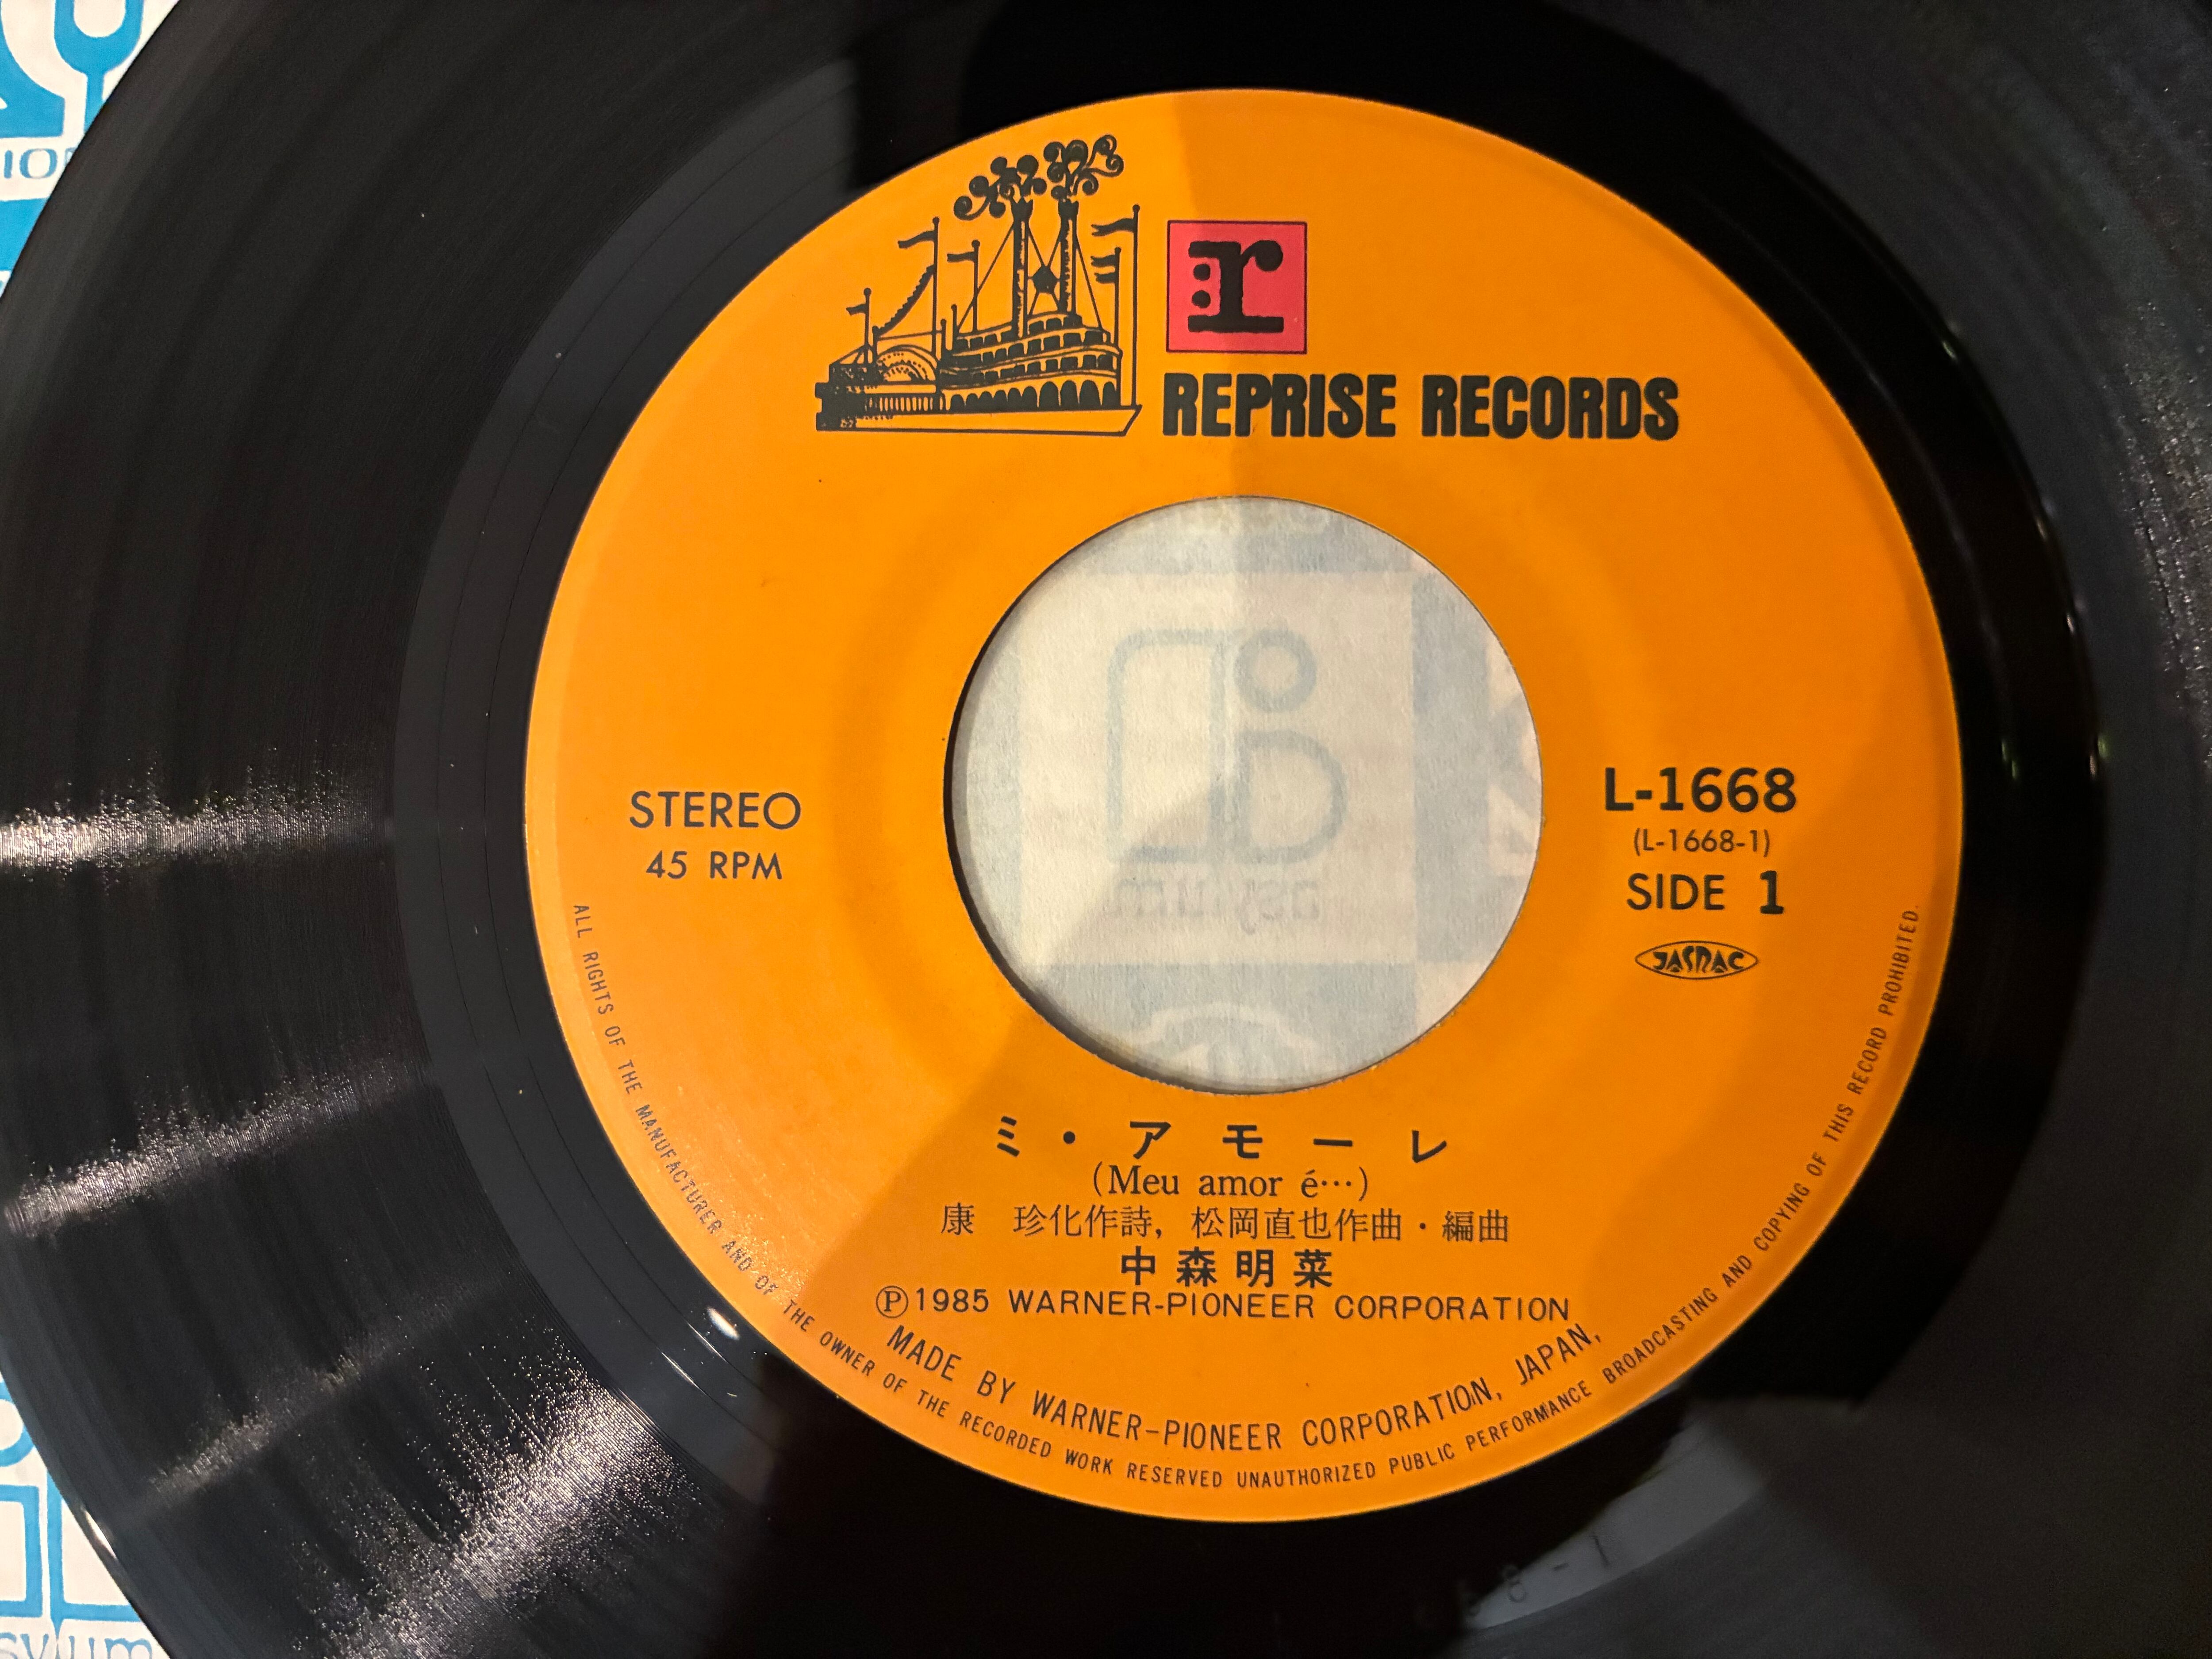 r
REPRISE RECORDS
STEREO
45 RPM
L-1668
(L-1668-1)
SIDE 1
JASRAC
ミ・アモーレ
(Meu amor é…)
康 珍化作詩, 松岡直也作曲・編曲
中森明菜
Ⓟ1985 WARNER-PIONEER CORPORATION
MADE BY WARNER-PIONEER CORPORATION, JAPAN,
ALL RIGHTS OF THE MANUFACTURER AND OF THE OWNER OF THE RECORDED WORK RESERVED UNAUTHORIZED PUBLIC PERFORMANCE BROADCASTING AND COPYING OF THIS RECORD PROHIBITED.
asylum